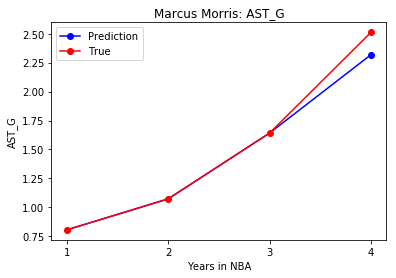 Marcus Morris: AST_G
Prediction
True
2.50
2.25
2.00
1.75
1.50
1.25
1.00
0.75
AST_G
1 2 3 4
Years in NBA